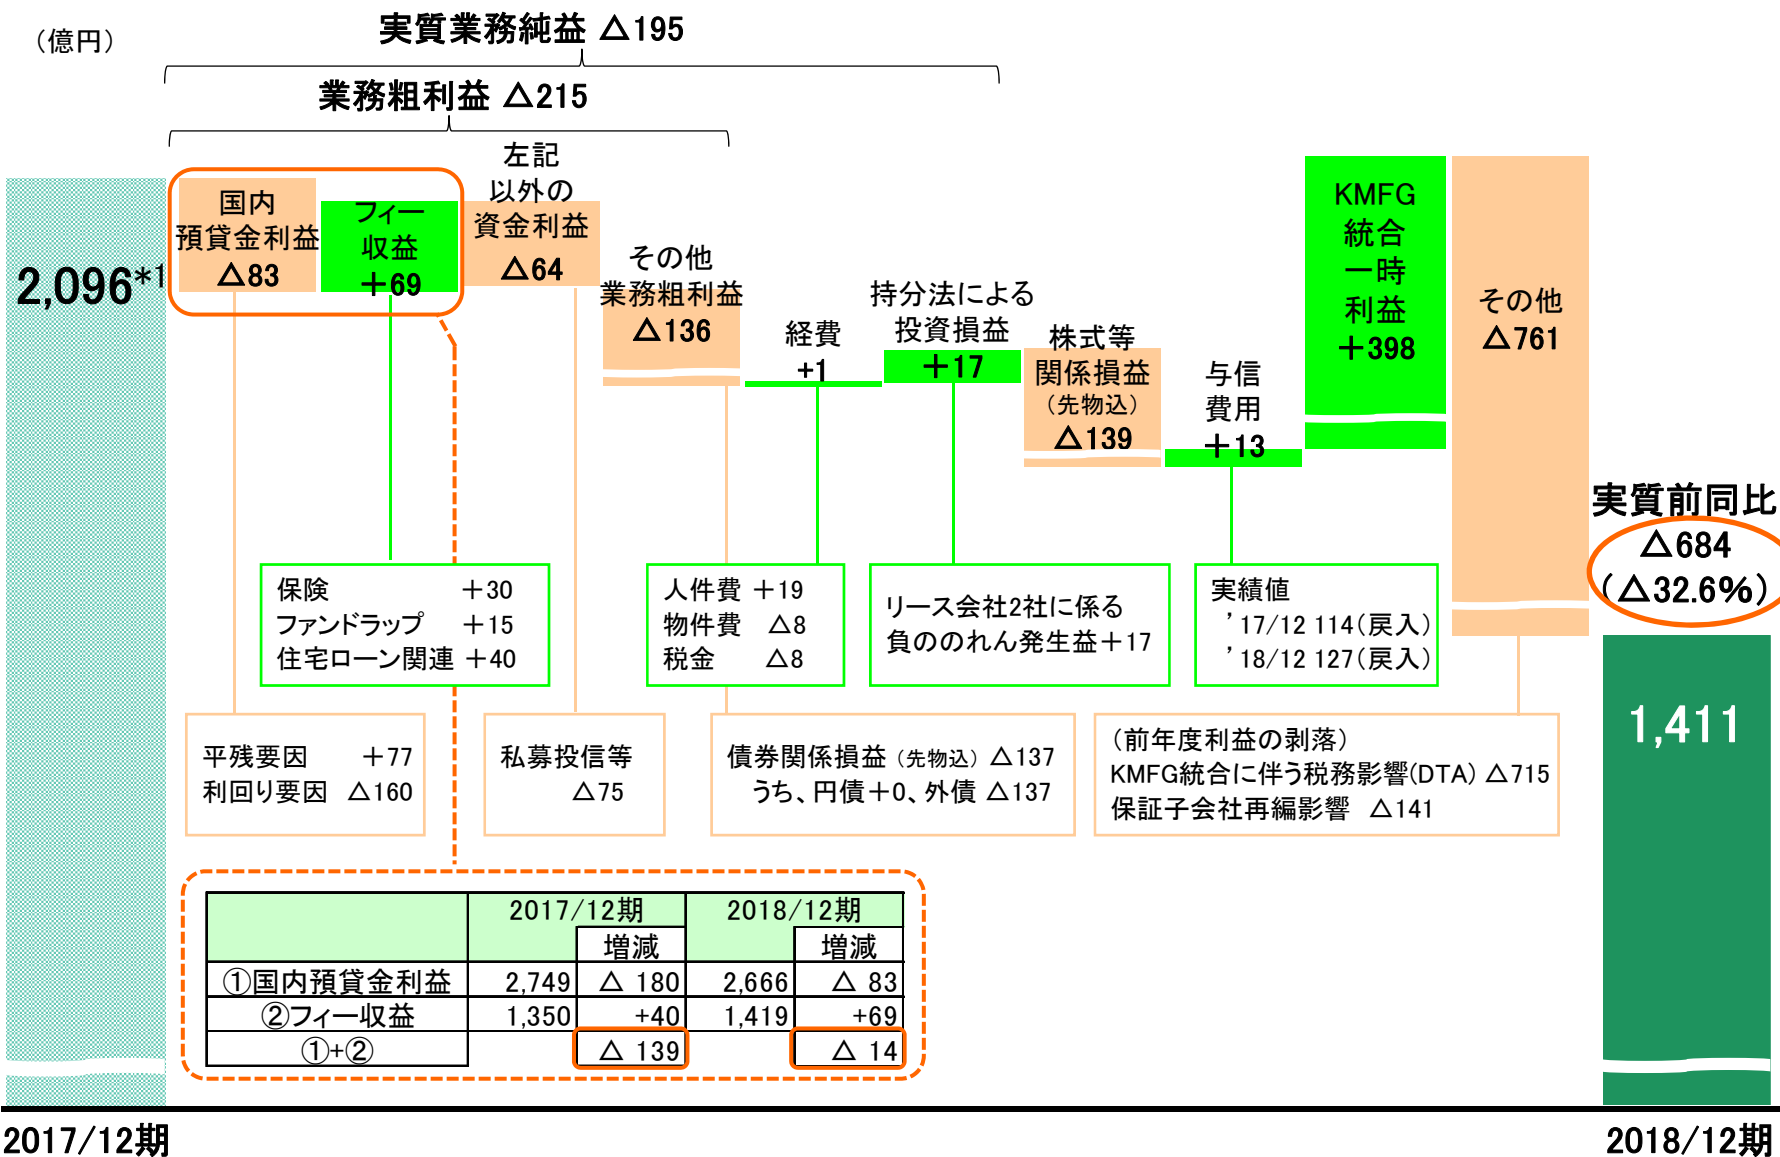 （億円）
実質業務純益 △195
業務粗利益 △215
2,096*1
国内
預貸金利益
△83
フィー
収益
＋69
左記
以外の
資金利益
△64
その他
業務粗利益
△136
経費
+1
持分法による
投資損益
＋17
株式等
関係損益
（先物込）
△139
与信
費用
＋13
KMFG
統合
一時
利益
＋398
その他
△761
実質前同比
△684
（△32.6%）
1,411
保険 ＋30
ファンドラップ ＋15
住宅ローン関連 ＋40
人件費 ＋19
物件費 △8
税金 △8
リース会社2社に係る
負ののれん発生益＋17
実績値
’17/12 114（戻入）
’18/12 127（戻入）
平残要因 ＋77
利回り要因 △160
私募投信等
△75
債券関係損益（先物込）△137
うち、円債＋0、外債 △137
（前年度利益の剥落）
KMFG統合に伴う税務影響(DTA) △715
保証子会社再編影響 △141
2017/12期 2018/12期
増減 増減
①国内預貸金利益 2,749 △ 180 2,666 △ 83
②フィー収益 1,350 +40 1,419 +69
①+② △ 139 △ 14
2017/12期
2018/12期